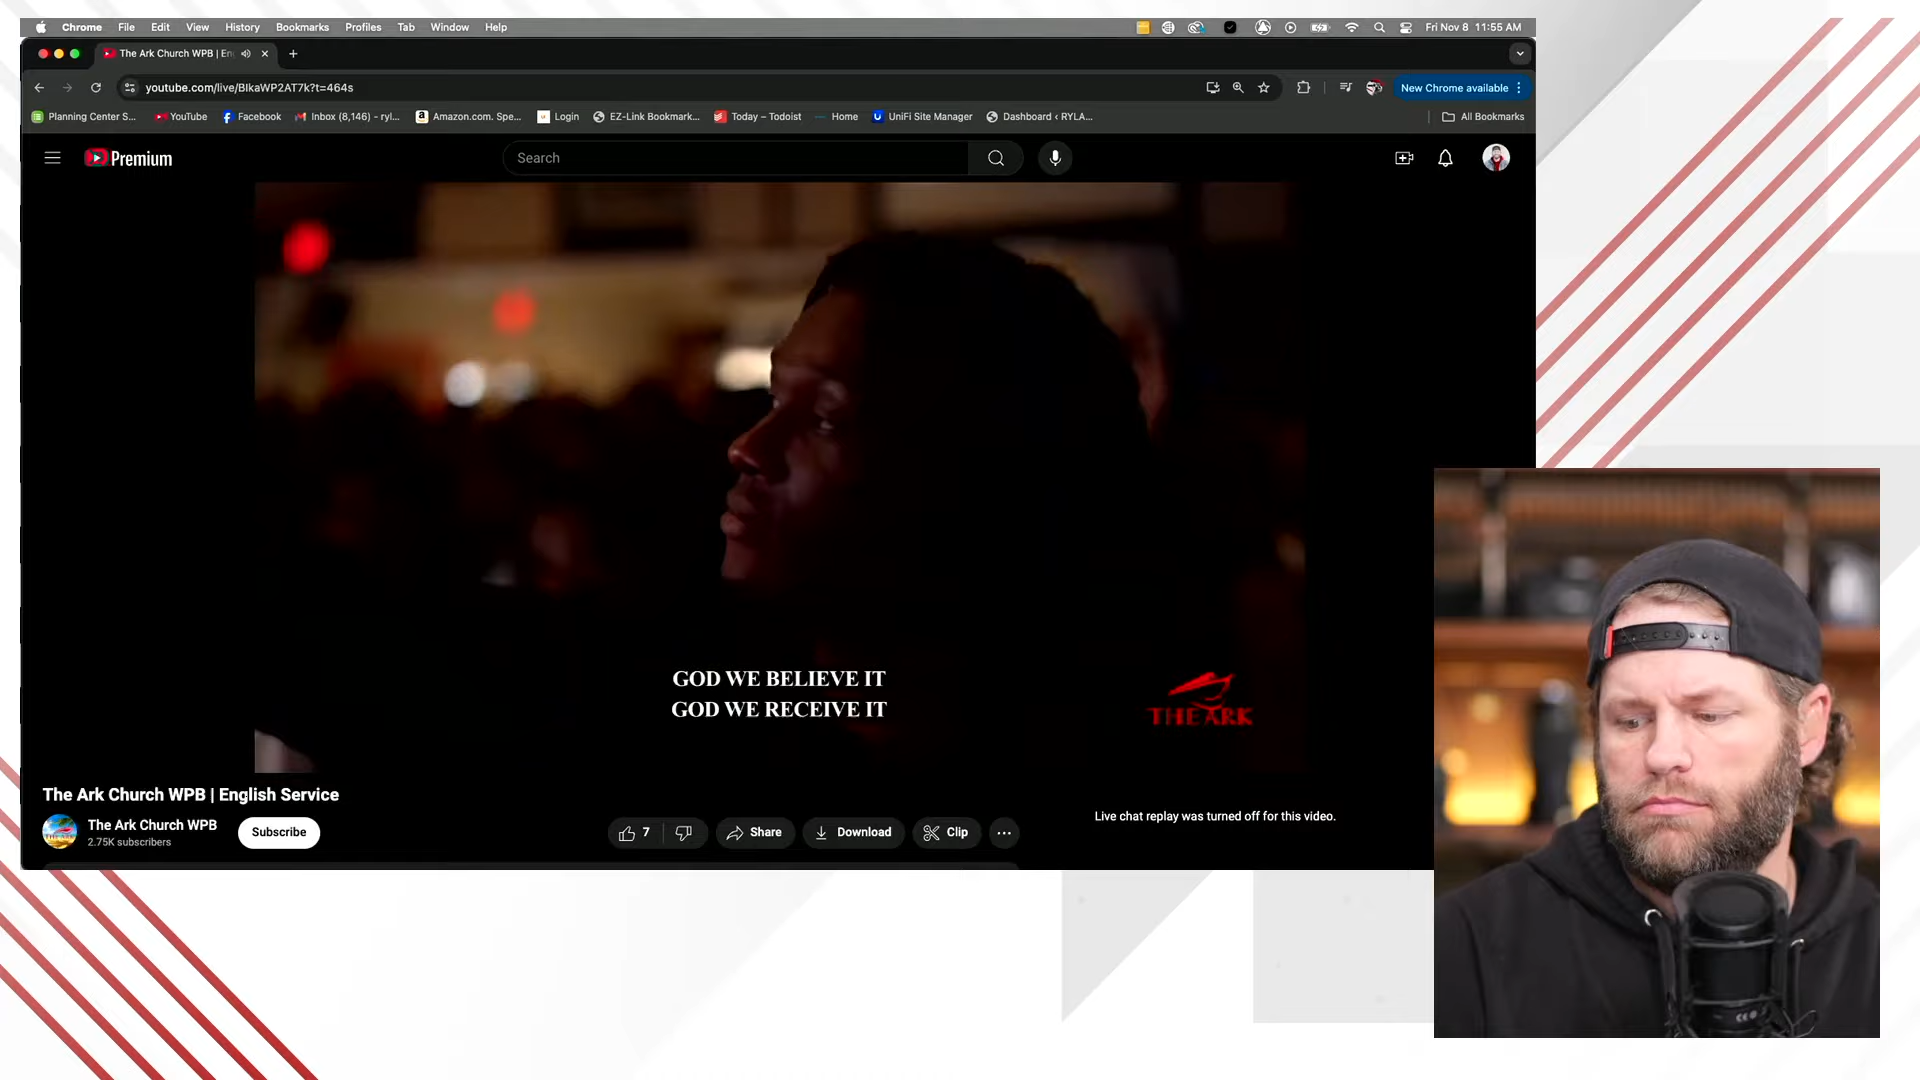 Chrome File Edit View History Bookmarks Profiles Tab Window Help
Fri Nov 8 11:55 AM
The Ark Church WPB | En
youtube.com/live/BIkaWP2AT7k?t=464s
New Chrome available
Planning Center S... YouTube Facebook Inbox (8,146) - ryl... Amazon.com. Spe... Login EZ-Link Bookmark... Today – Todoist Home UniFi Site Manager Dashboard ‹ RYLA... All Bookmarks
Premium
Search
GOD WE BELIEVE IT
GOD WE RECEIVE IT
THE ARK
The Ark Church WPB | English Service
The Ark Church WPB
2.75K subscribers
Subscribe
7
Share
Download
Clip
Live chat replay was turned off for this video.